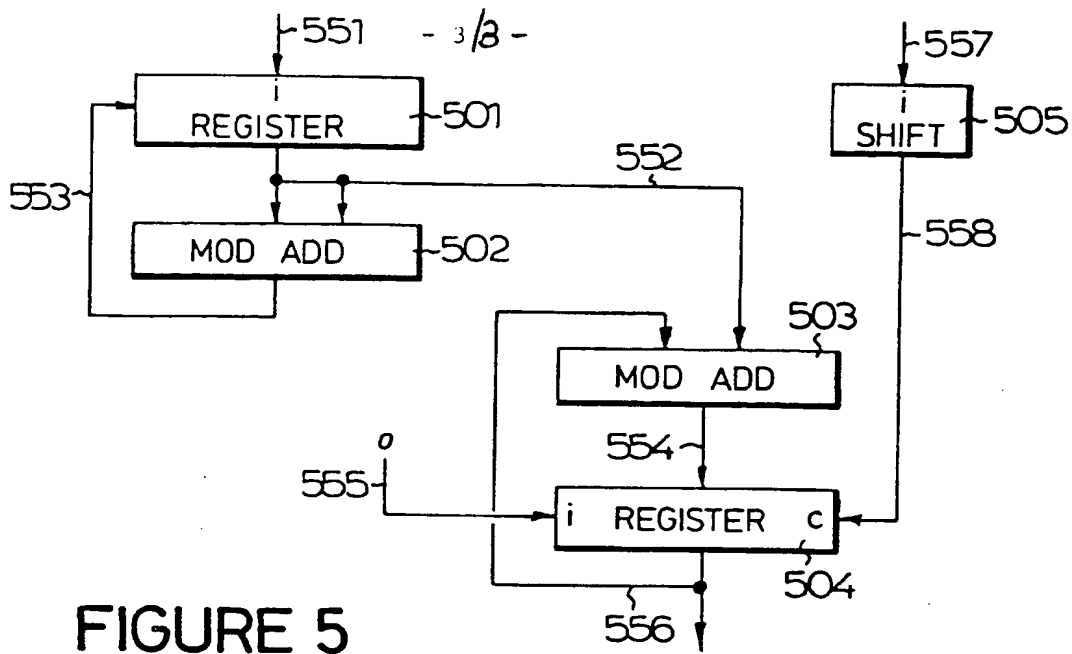 551
- 3/8 -
557
i
REGISTER
501
i
SHIFT
505
552
553
MOD ADD
502
558
503
MOD ADD
0
554
555
i REGISTER c
504
556
FIGURE 5